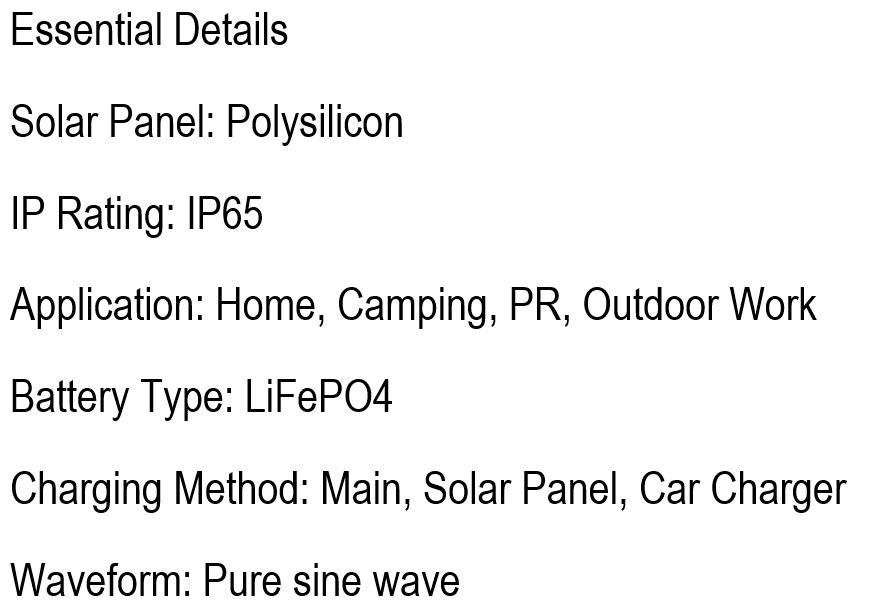 Essential Details
Solar Panel: Polysilicon
IP Rating: IP65
Application: Home, Camping, PR, Outdoor Work
Battery Type: LiFePO4
Charging Method: Main, Solar Panel, Car Charger
Waveform: Pure sine wave